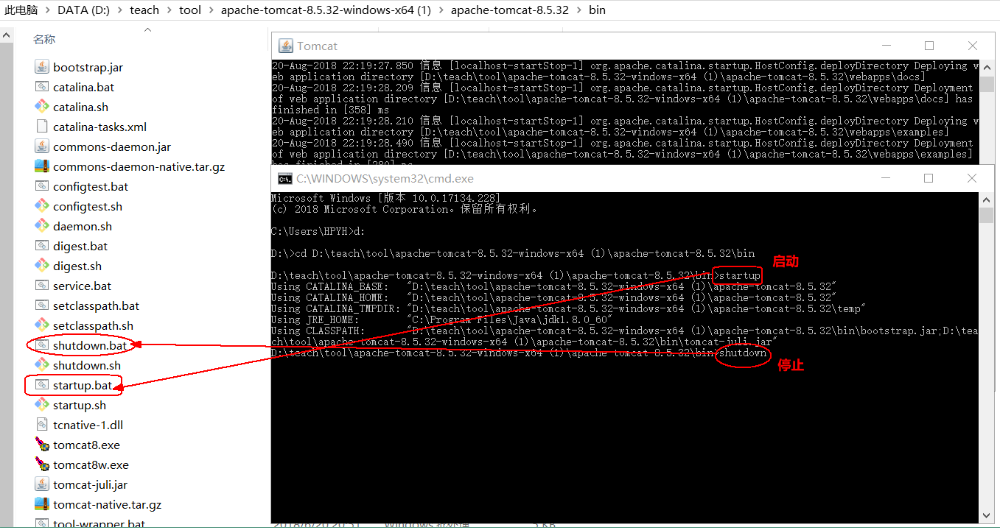 此电脑 > DATA (D:) > teach > tool > apache-tomcat-8.5.32-windows-x64 (1) > apache-tomcat-8.5.32 > bin
名称
bootstrap.jar
catalina.bat
catalina.sh
catalina-tasks.xml
commons-daemon.jar
commons-daemon-native.tar.gz
configtest.bat
configtest.sh
daemon.sh
digest.bat
digest.sh
service.bat
setclasspath.bat
setclasspath.sh
shutdown.bat
shutdown.sh
startup.bat
startup.sh
tcnative-1.dll
tomcat8.exe
tomcat8w.exe
tomcat-juli.jar
tomcat-native.tar.gz
tool-wrapper.bat
Tomcat
20-Aug-2018 22:19:27.850 信息 [localhost-startStop-1] org.apache.catalina.startup.HostConfig.deployDirectory Deploying w
eb application directory [D:\teach\tool\apache-tomcat-8.5.32-windows-x64 (1)\apache-tomcat-8.5.32\webapps\docs]
20-Aug-2018 22:19:28.209 信息 [localhost-startStop-1] org.apache.catalina.startup.HostConfig.deployDirectory Deployment
of web application directory [D:\teach\tool\apache-tomcat-8.5.32-windows-x64 (1)\apache-tomcat-8.5.32\webapps\docs] has
finished in [358] ms
20-Aug-2018 22:19:28.210 信息 [localhost-startStop-1] org.apache.catalina.startup.HostConfig.deployDirectory Deploying w
eb application directory [D:\teach\tool\apache-tomcat-8.5.32-windows-x64 (1)\apache-tomcat-8.5.32\webapps\examples]
20-Aug-2018 22:19:28.490 信息 [localhost-startStop-1] org.apache.catalina.startup.HostConfig.deployDirectory Deployment
of web application directory [D:\teach\tool\apache-tomcat-8.5.32-windows-x64 (1)\apache-tomcat-8.5.32\webapps\examples]
C:\WINDOWS\system32\cmd.exe
Microsoft Windows [版本 10.0.17134.228]
(c) 2018 Microsoft Corporation。保留所有权利。
C:\Users\HPYH>d:
D:\>cd D:\teach\tool\apache-tomcat-8.5.32-windows-x64 (1)\apache-tomcat-8.5.32\bin
启动
D:\teach\tool\apache-tomcat-8.5.32-windows-x64 (1)\apache-tomcat-8.5.32\bin>startup
Using CATALINA_BASE:   "D:\teach\tool\apache-tomcat-8.5.32-windows-x64 (1)\apache-tomcat-8.5.32"
Using CATALINA_HOME:   "D:\teach\tool\apache-tomcat-8.5.32-windows-x64 (1)\apache-tomcat-8.5.32"
Using CATALINA_TMPDIR: "D:\teach\tool\apache-tomcat-8.5.32-windows-x64 (1)\apache-tomcat-8.5.32\temp"
Using JRE_HOME:        "C:\Program Files\Java\jdk1.8.0_60"
Using CLASSPATH:       "D:\teach\tool\apache-tomcat-8.5.32-windows-x64 (1)\apache-tomcat-8.5.32\bin\bootstrap.jar;D:\tea
ch\tool\apache-tomcat-8.5.32-windows-x64 (1)\apache-tomcat-8.5.32\bin\tomcat-juli.jar"
D:\teach\tool\apache-tomcat-8.5.32-windows-x64 (1)\apache-tomcat-8.5.32\bin>shutdown
停止